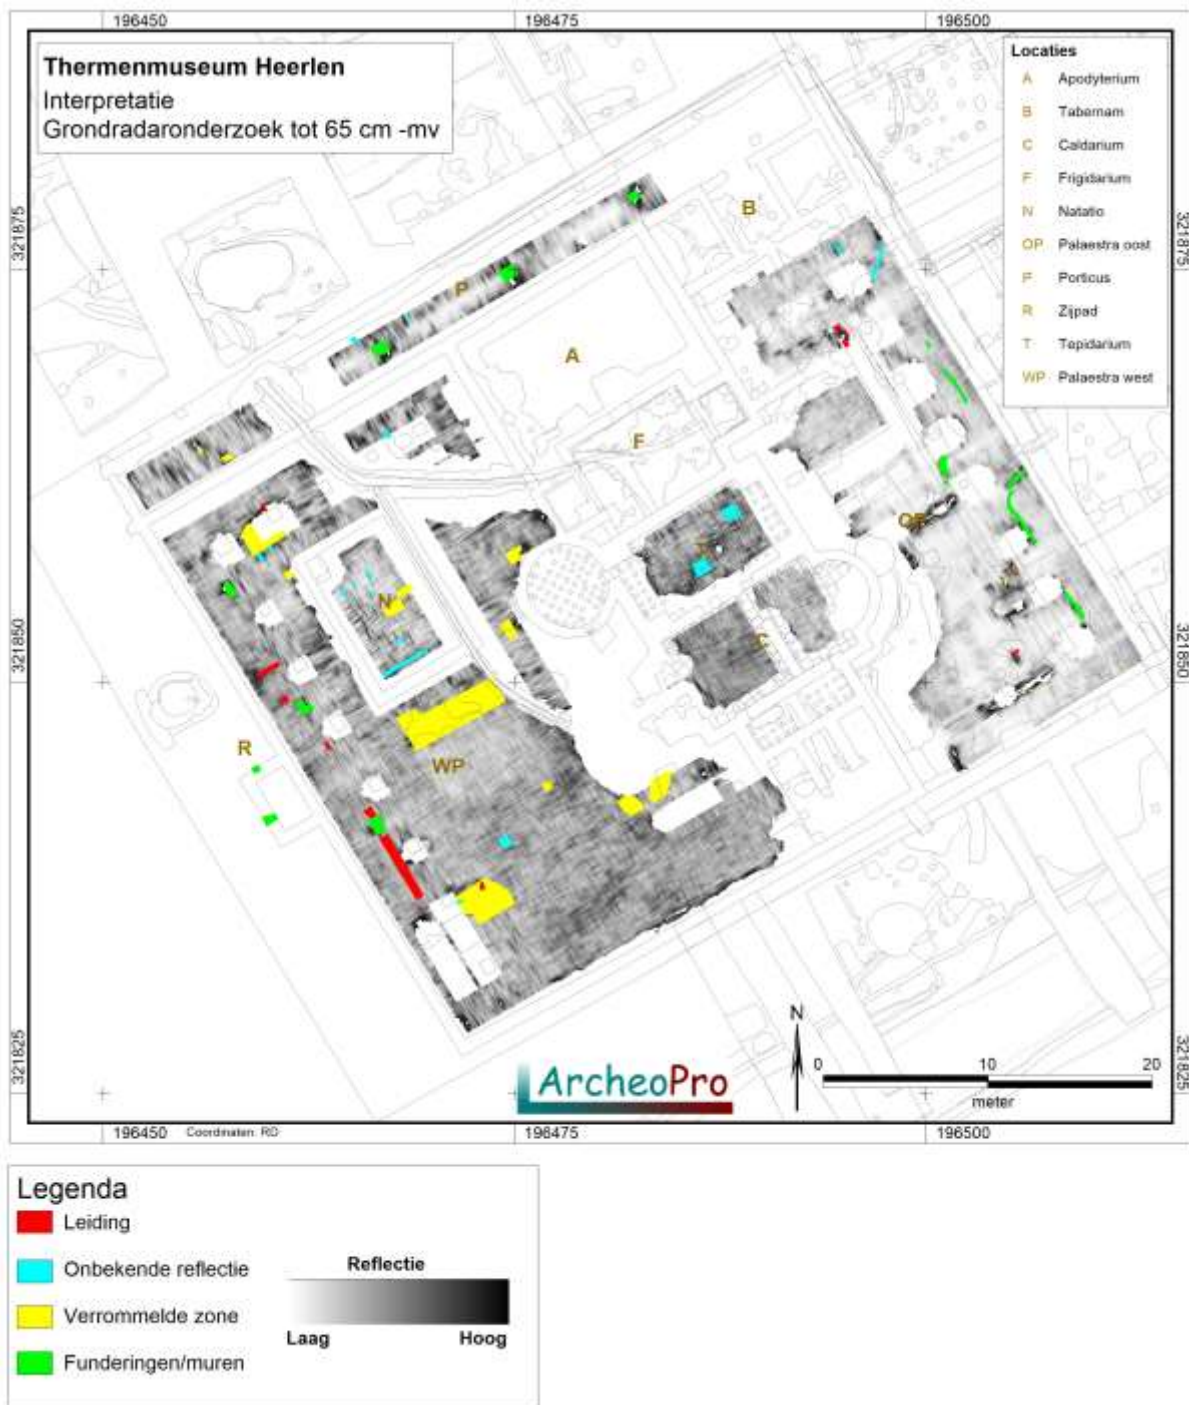 196450
196475
196500
Thermenmuseum Heerlen
Interpretatie
Grondradaronderzoek tot 65 cm -mv
Locaties
A Apodyterium
B Tabernam
C Caldarium
F Frigidarium
N Natatio
OP Palaestra oost
F Porticus
R Zijpad
T Tepidarium
WP Palaestra west
321875
321875
B
P
A
F
OP
N
C
321850
321850
R
WP
321825
321825
ArcheoPro
N
0 10 20
meter
196450
Coordinaten: RD
196475
196500
Legenda
Leiding
Onbekende reflectie
Verrommelde zone
Funderingen/muren
Reflectie
Laag Hoog